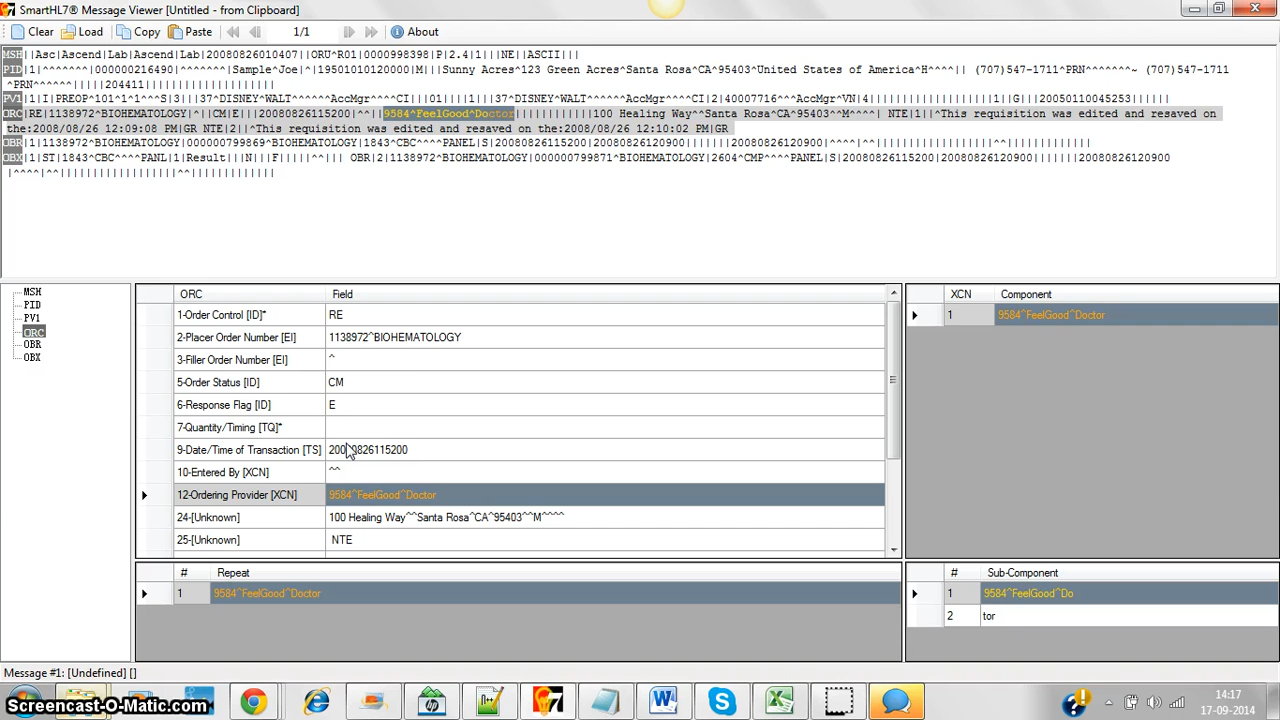 SmartHL7® Message Viewer [Untitled - from Clipboard]
Clear Load Copy Paste 1/1 About
MSH||Asc|Ascend|Lab|Ascend|Lab|20080826010407||ORU^R01|0000998398|P|2.4|1||NE|ASCII|||
PID|1|^^^^^^^|000000216490|^^^^^^^|Sample^Joe|^|19501010120000|M|||Sunny Acres^123 Green Acres^Santa Rosa^CA^95403^United States of America^H^^^^|| (707)547-1711^PRN^^^^^^^~ (707)547-1711
^PRN^^^^^^||||204411||||||||||||||||
PV1|1|I|PREOP^101^1^1^^^S|3|||37^DISNEY^WALT^^^^^^AccMgr^^^^CI|||01||||1|||37^DISNEY^WALT^^^^^^AccMgr^^^^CI|2|40007716^^^AccMgr^VN|4||||||||||||||||||||1||G|||20050110045253||||||
ORC|RE|1138972^BIOHEMATOLOGY|^||CM|E|||20080826115200|^^||9584^FeelGood^Doctor||||||||||||100 Healing Way^^Santa Rosa^CA^95403^^M^^^^| NTE|1||^This requisition was edited and resaved on
the:2008/08/26 12:09:08 PM|GR NTE|2||^This requisition was edited and resaved on the:2008/08/26 12:10:02 PM|GR
OBR|1|1138972^BIOHEMATOLOGY|000000799869^BIOHEMATOLOGY|1843^CBC^^^^PANEL|S|20080826115200|20080826120900|||||||20080826120900|^^^^|^^|||||||||||||||||^^||||||||||||
OBX|1|ST|1843^CBC^^^^PANL|1|Result||N|||F|||||^^||| OBR|2|1138972^BIOHEMATOLOGY|000000799871^BIOHEMATOLOGY|2604^CMP^^^^PANEL|S|20080826115200|20080826120900|||||||20080826120900
|^^^^|^^|||||||||||||||||^^||||||||||||
MSH
PID
PV1
ORC
OBR
OBX
ORC Field
1-Order Control [ID]* RE
2-Placer Order Number [EI] 1138972^BIOHEMATOLOGY
3-Filler Order Number [EI] ^
5-Order Status [ID] CM
6-Response Flag [ID] E
7-Quantity/Timing [TQ]*
9-Date/Time of Transaction [TS] 20080826115200
10-Entered By [XCN] ^^
12-Ordering Provider [XCN] 9584^FeelGood^Doctor
24-[Unknown] 100 Healing Way^^Santa Rosa^CA^95403^^M^^^^
25-[Unknown] NTE
XCN Component
1 9584^FeelGood^Doctor
# Repeat
1 9584^FeelGood^Doctor
# Sub-Component
1 9584^FeelGood^Do
2 tor
Message #1: [Undefined] []
Screencast-O-Matic.com
14:17
17-09-2014